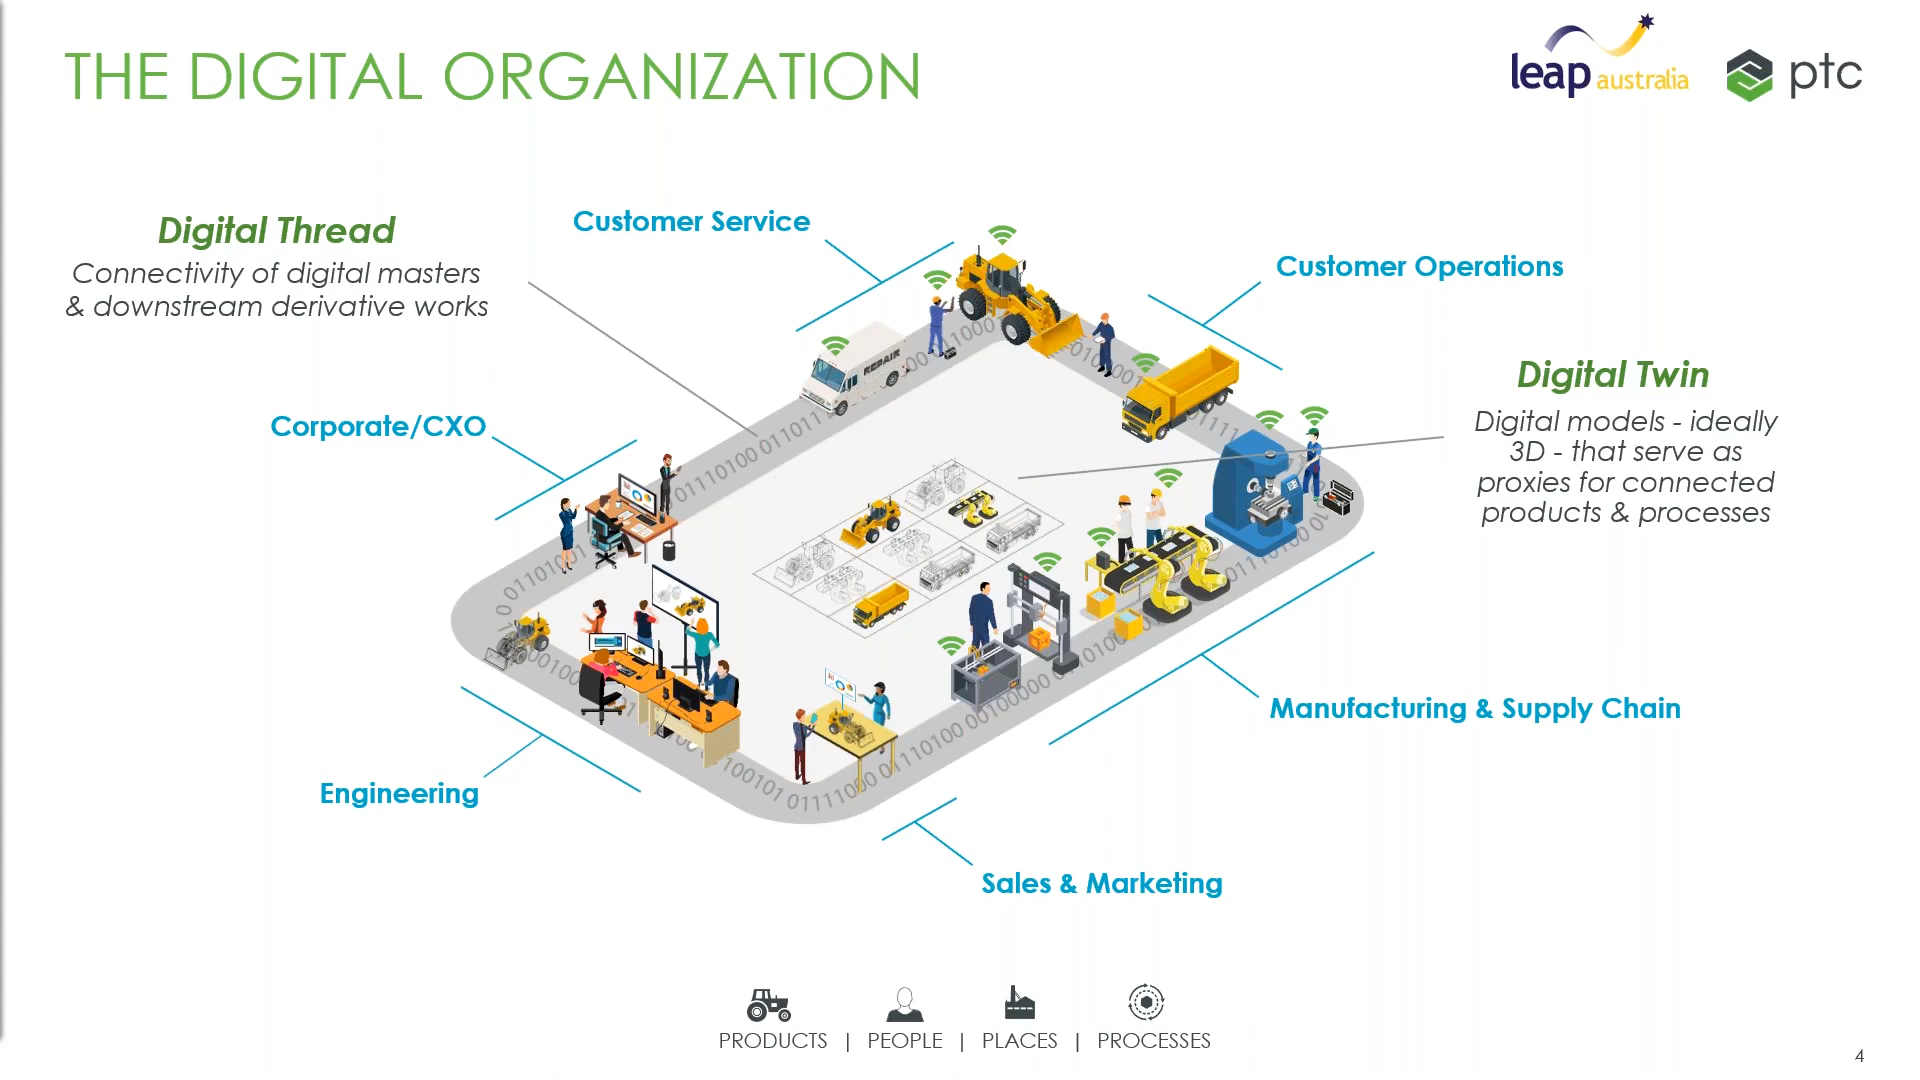 THE DIGITAL ORGANIZATION
leap australia
ptc
Digital Thread
Connectivity of digital masters
& downstream derivative works
Customer Service
Customer Operations
Digital Twin
Digital models - ideally
3D - that serve as
proxies for connected
products & processes
Corporate/CXO
REPAIR
Manufacturing & Supply Chain
Engineering
Sales & Marketing
PRODUCTS | PEOPLE | PLACES | PROCESSES
4